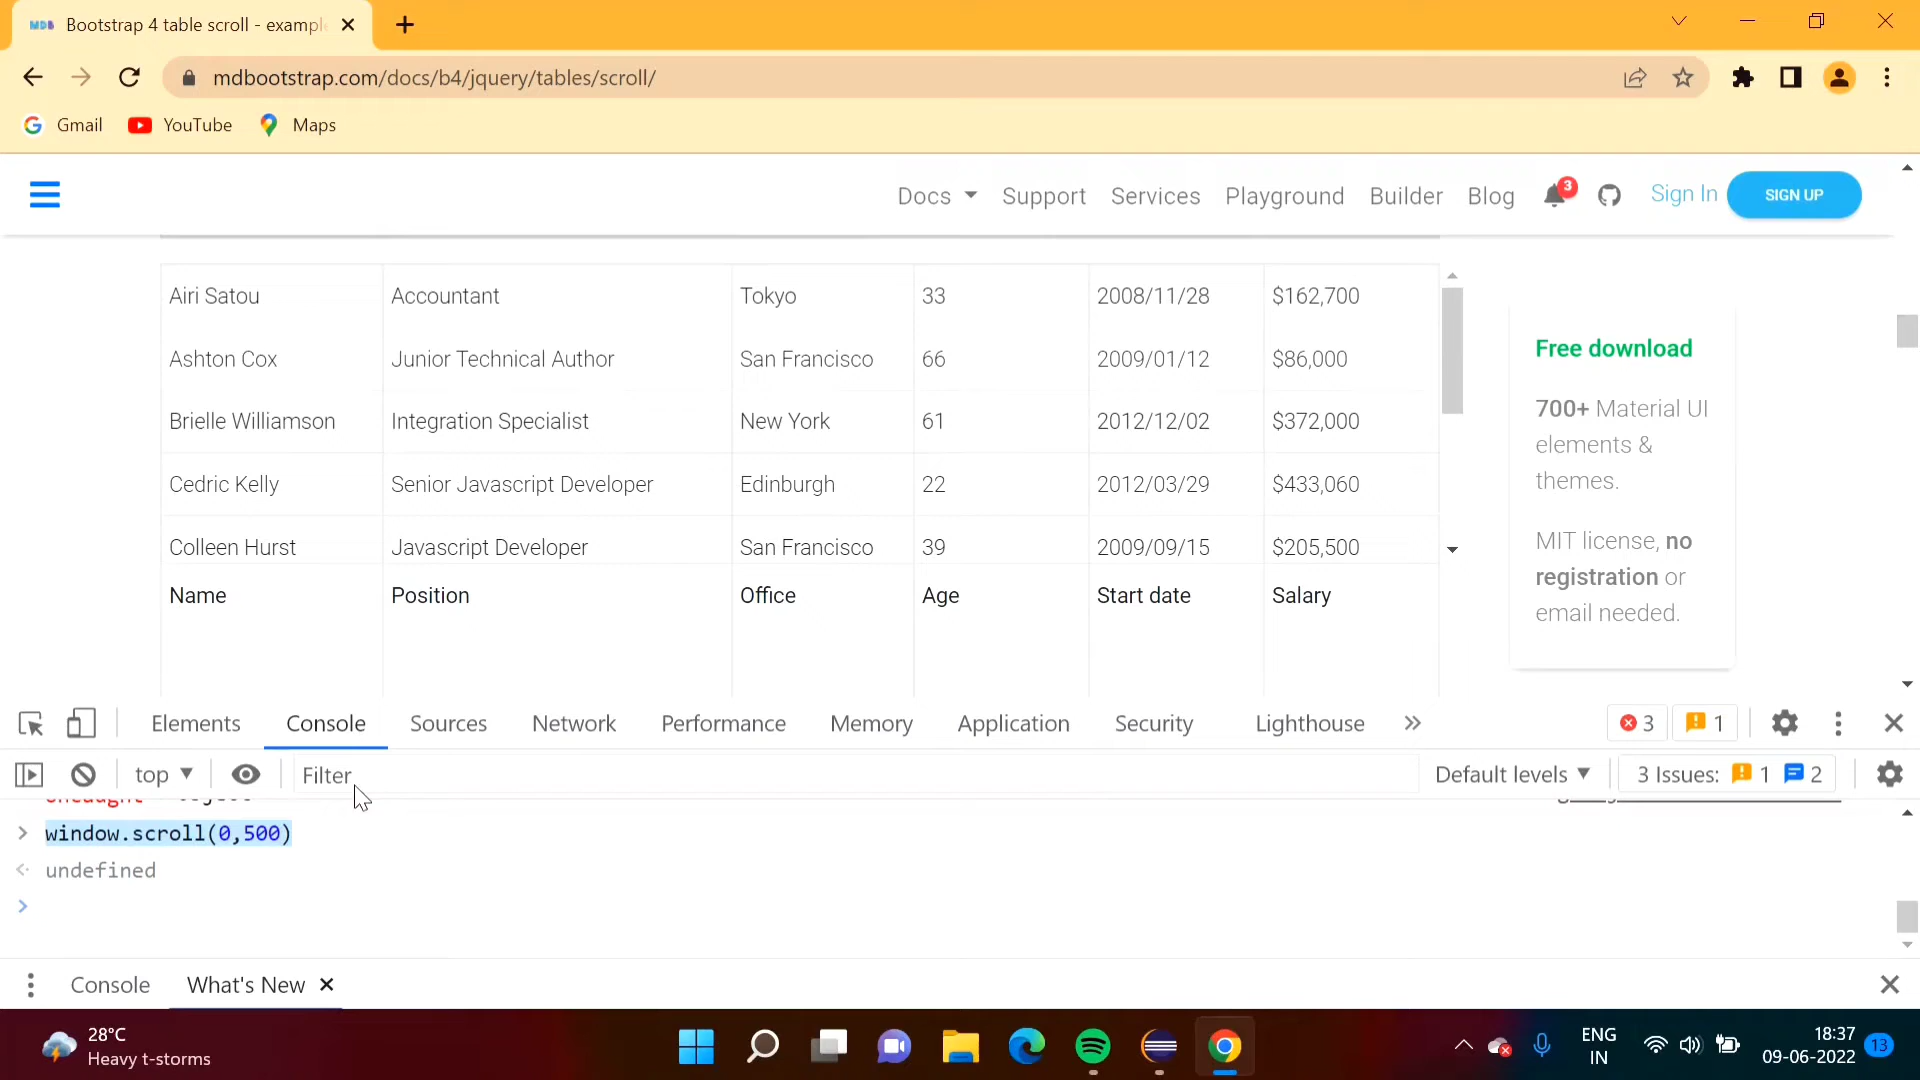 MDB Bootstrap 4 table scroll - exampl
mdbootstrap.com/docs/b4/jquery/tables/scroll/
Gmail YouTube Maps
Docs Support Services Playground Builder Blog 3 Sign In SIGN UP
Airi Satou Accountant Tokyo 33 2008/11/28 $162,700
Ashton Cox Junior Technical Author San Francisco 66 2009/01/12 $86,000
Brielle Williamson Integration Specialist New York 61 2012/12/02 $372,000
Cedric Kelly Senior Javascript Developer Edinburgh 22 2012/03/29 $433,060
Colleen Hurst Javascript Developer San Francisco 39 2009/09/15 $205,500
Name Position Office Age Start date Salary
Free download
700+ Material UI
elements &
themes.
MIT license, no
registration or
email needed.
Elements Console Sources Network Performance Memory Application Security Lighthouse 3 1
top Filter Default levels 3 Issues: 1 2
window.scroll(0,500)
undefined
Console What's New
28°C
Heavy t-storms
ENG
IN
18:37
09-06-2022
13